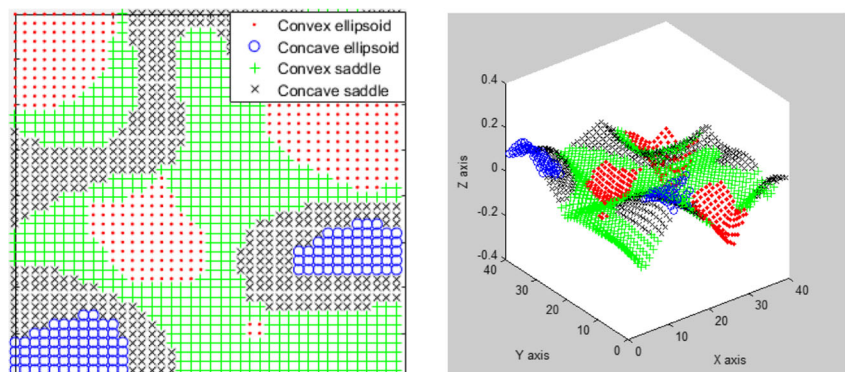 Convex ellipsoid
Concave ellipsoid
Convex saddle
Concave saddle
0.4
0.2
0
-0.2
-0.4
Z axis
40
30
20
10
0
Y axis
0
10
20
30
40
X axis